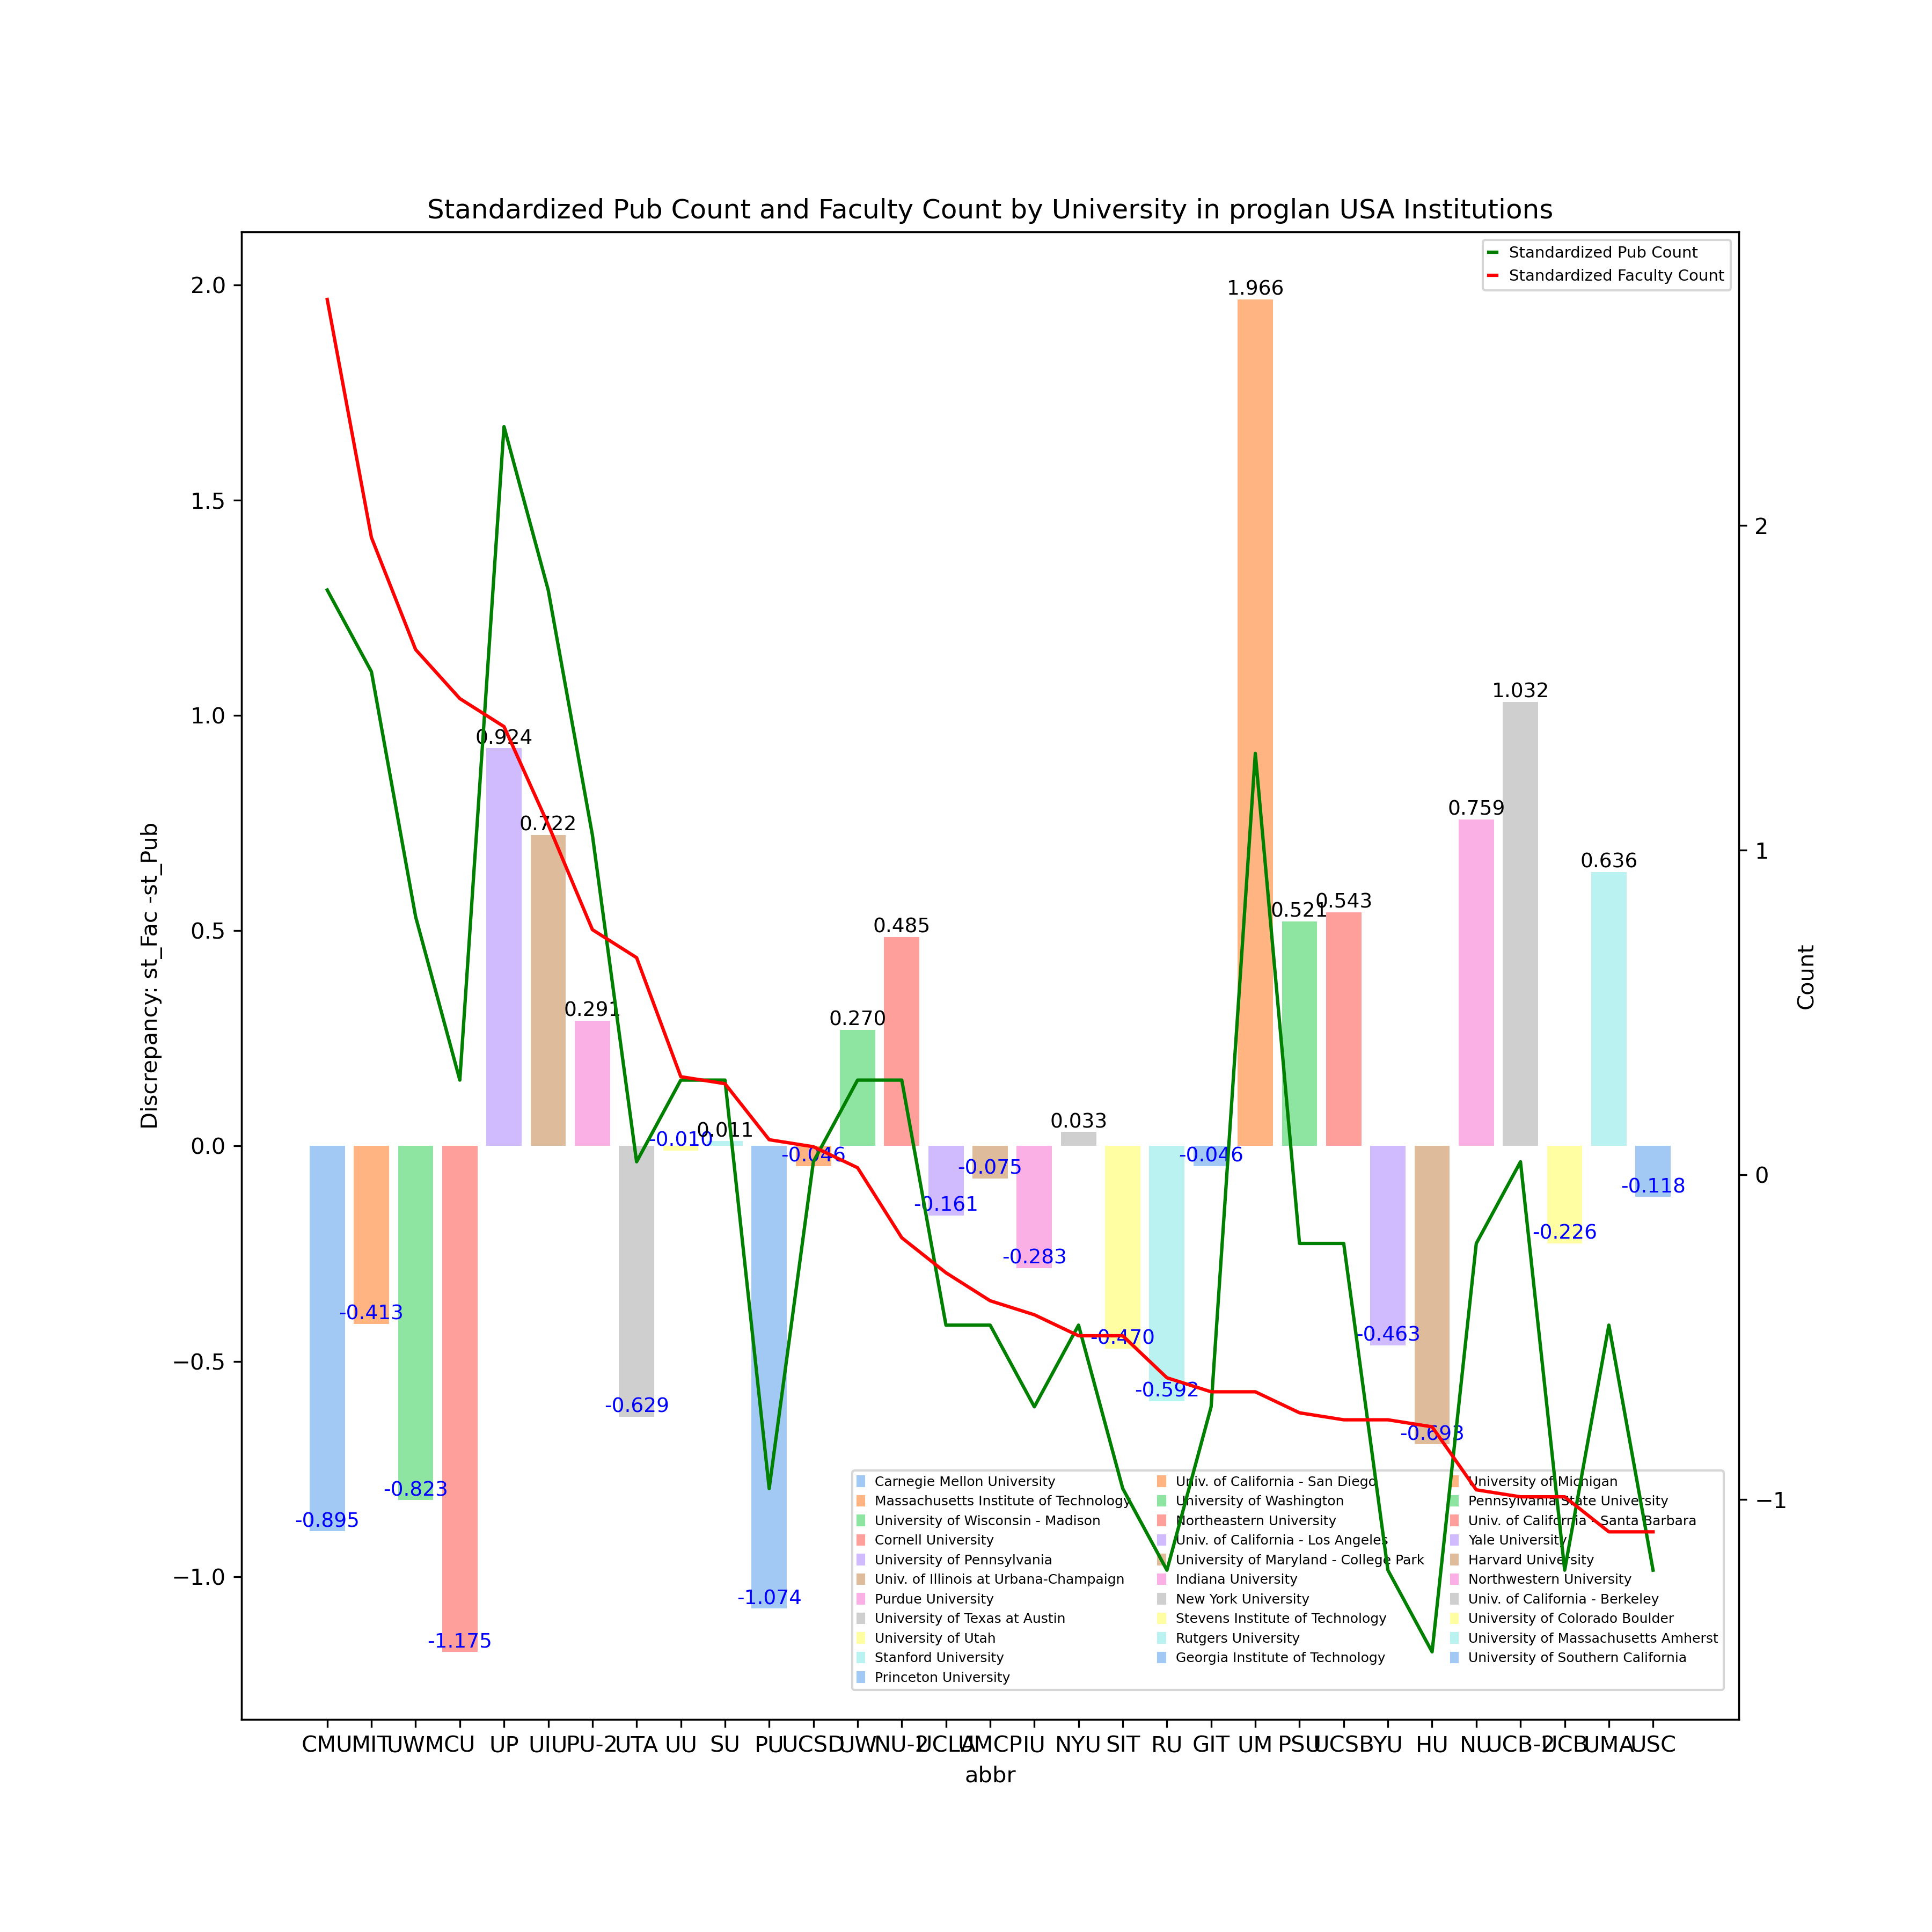 Standardized Pub Count and Faculty Count by University in proglan USA Institutions
Standardized Pub Count
Standardized Faculty Count
2.0
1.5
1.0
0.5
0.0
−0.5
−1.0
Discrepancy: st_Fac -st_Pub
2
1
0
−1
Count
-0.895
-0.413
-0.823
-1.175
0.924
0.722
0.291
-0.629
-0.010
0.011
-1.074
-0.046
0.270
0.485
-0.161
-0.075
-0.283
0.033
-0.470
-0.592
-0.046
1.966
0.521
0.543
-0.463
-0.693
0.759
1.032
-0.226
0.636
-0.118
Carnegie Mellon University
Massachusetts Institute of Technology
University of Wisconsin - Madison
Cornell University
University of Pennsylvania
Univ. of Illinois at Urbana-Champaign
Purdue University
University of Texas at Austin
University of Utah
Stanford University
Princeton University
Univ. of California - San Diego
University of Washington
Northeastern University
Univ. of California - Los Angeles
University of Maryland - College Park
Indiana University
New York University
Stevens Institute of Technology
Rutgers University
Georgia Institute of Technology
University of Michigan
Pennsylvania State University
Univ. of California - Santa Barbara
Yale University
Harvard University
Northwestern University
Univ. of California - Berkeley
University of Colorado Boulder
University of Massachusetts Amherst
University of Southern California
CMU MIT UWM CU UP UIU PU-2 UTA UU SU PU UCSD UW NU-2 UCLA UMCP IU NYU SIT RU GIT UM PSU UCSB YU HU NU UCB-2 UCB UMA USC
abbr